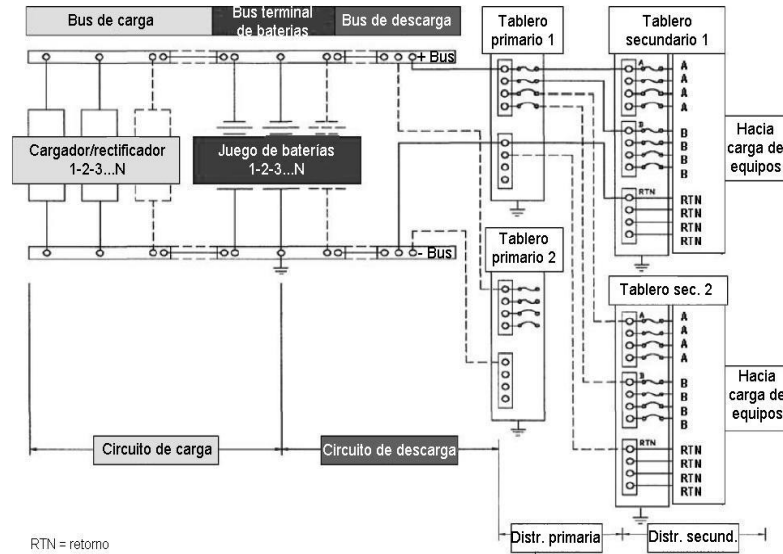 Bus de carga
Bus terminal
de baterías
Bus de descarga
Tablero
primario 1
Tablero
secundario 1
+ Bus
Cargador/rectificador
1-2-3...N
Juego de baterías
1-2-3...N
- Bus
A
A
A
A
A
B
B
B
B
B
RTN
RTN
RTN
RTN
RTN
Hacia
carga de
equipos
Tablero
primario 2
Tablero sec. 2
A
A
A
A
A
B
B
B
B
B
RTN
RTN
RTN
RTN
RTN
Hacia
carga de
equipos
Circuito de carga
Circuito de descarga
Distr. primaria
Distr. secund.
RTN = retorno